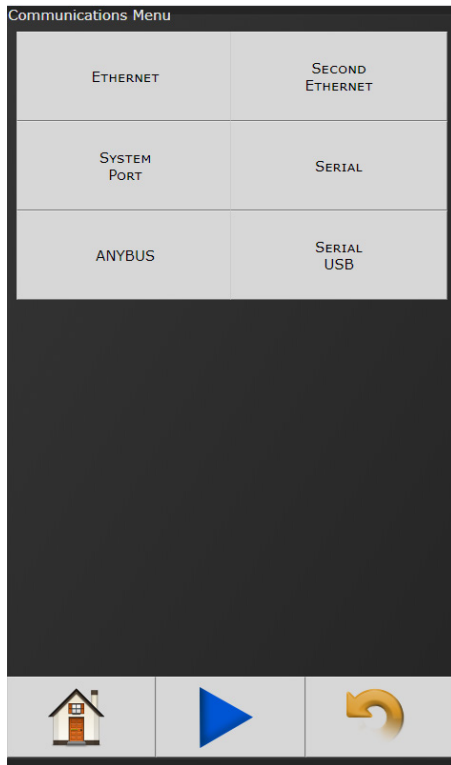 Communications Menu
Ethernet
Second
Ethernet
System
Port
Serial
ANYBUS
Serial
USB